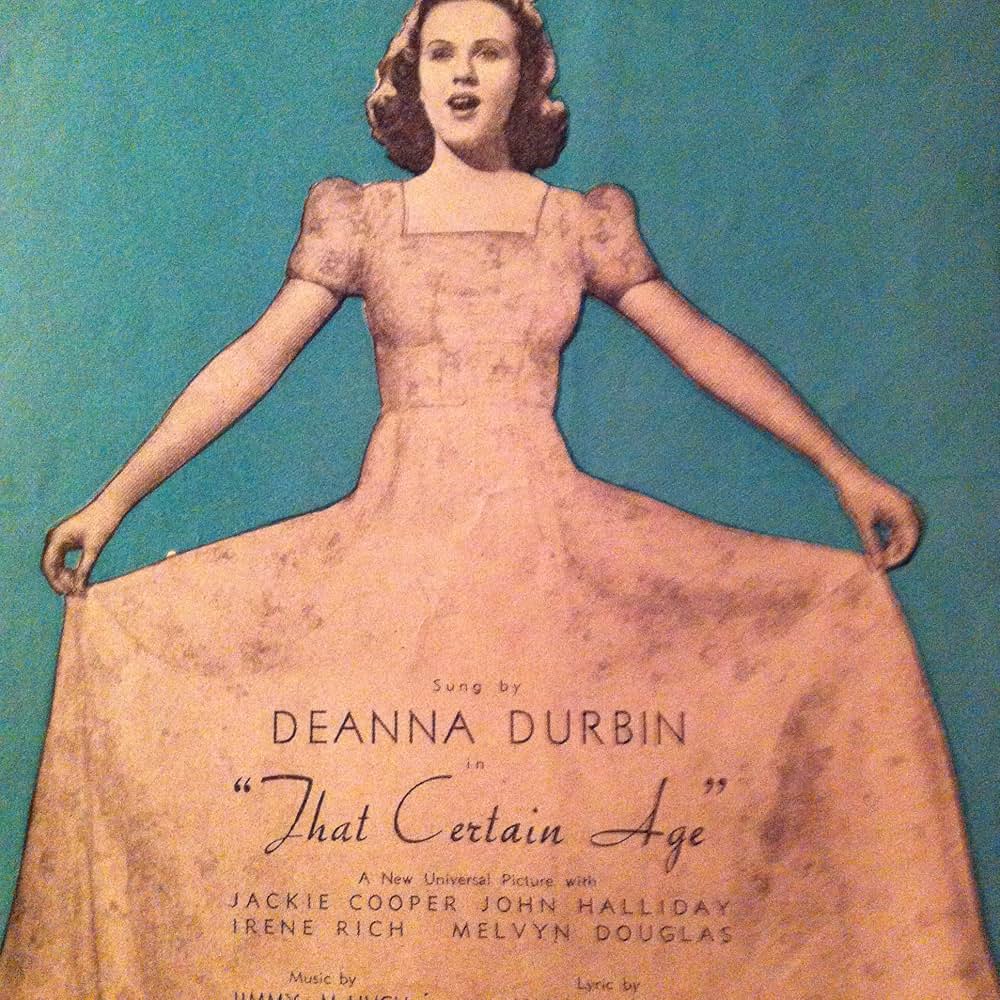 Sung by
DEANNA DURBIN
in
“That Certain Age”
A New Universal Picture with
JACKIE COOPER JOHN HALLIDAY
IRENE RICH MELVYN DOUGLAS
Music by Lyric by
JIMMY